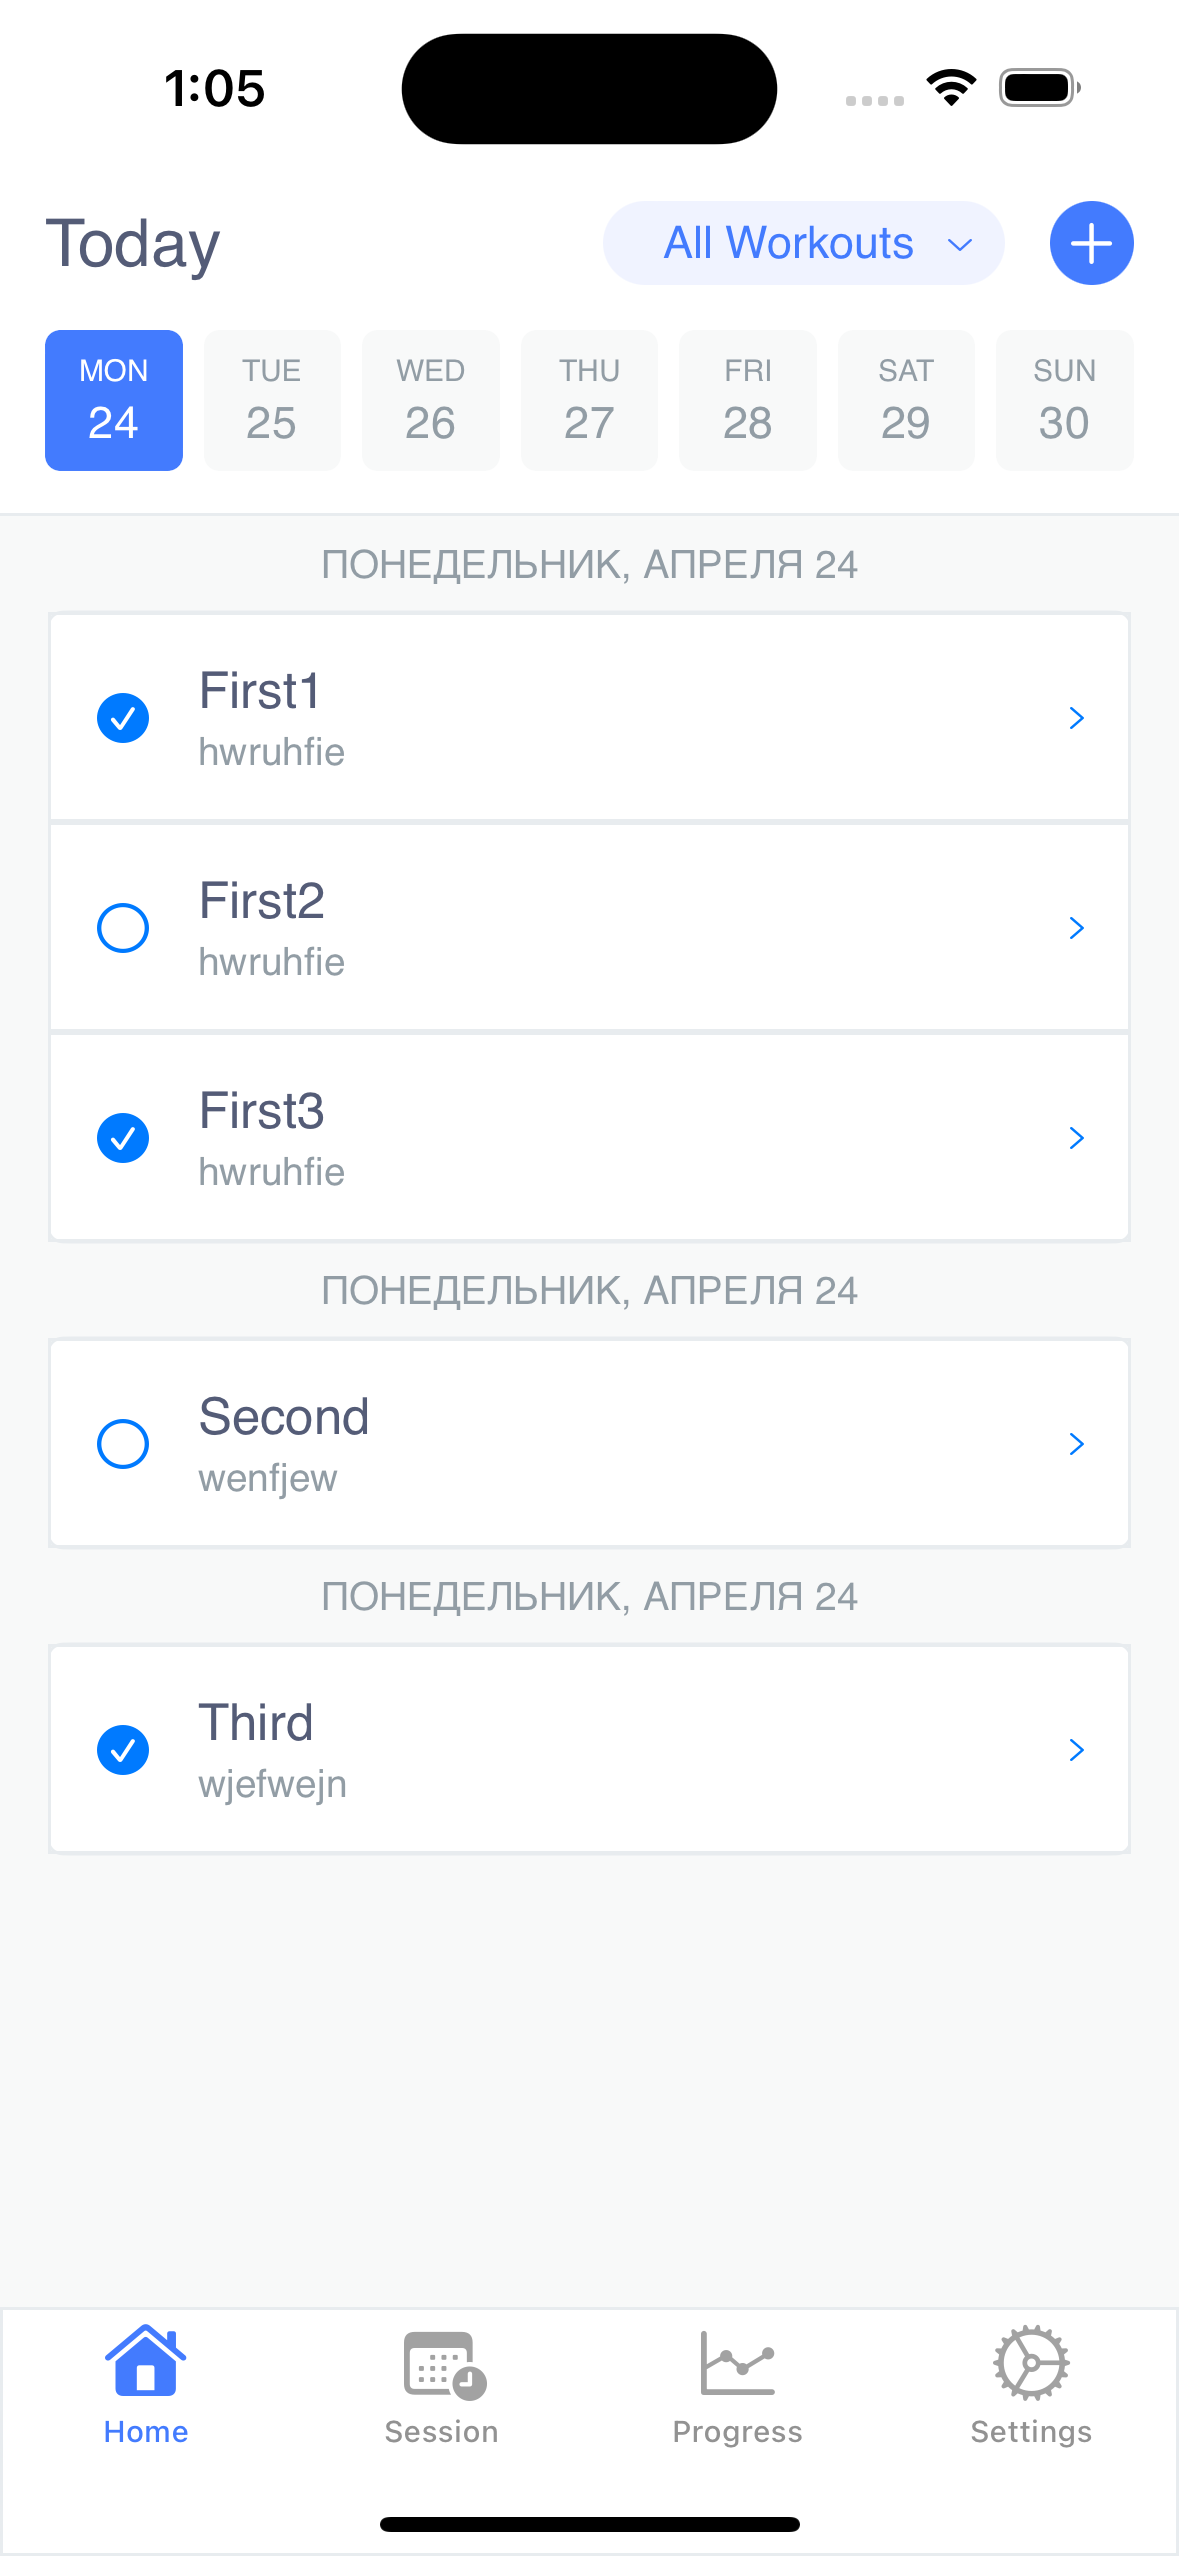 1:05
Today
All Workouts
MON TUE WED THU FRI SAT SUN
24 25 26 27 28 29 30
ПОНЕДЕЛЬНИК, АПРЕЛЯ 24
First1
hwruhfie
First2
hwruhfie
First3
hwruhfie
ПОНЕДЕЛЬНИК, АПРЕЛЯ 24
Second
wenfjew
ПОНЕДЕЛЬНИК, АПРЕЛЯ 24
Third
wjefwejn
Home Session Progress Settings